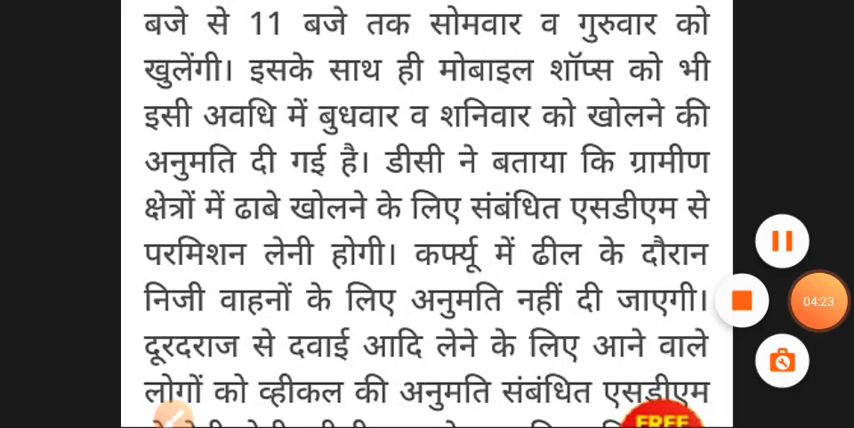 बजे से 11 बजे तक सोमवार व गुरुवार को
खुलेंगी। इसके साथ ही मोबाइल शॉप्स को भी
इसी अवधि में बुधवार व शनिवार को खोलने की
अनुमति दी गई है। डीसी ने बताया कि ग्रामीण
क्षेत्रों में ढाबे खोलने के लिए संबंधित एसडीएम से
परमिशन लेनी होगी। कर्फ्यू में ढील के दौरान
निजी वाहनों के लिए अनुमति नहीं दी जाएगी।
दूरदराज से दवाई आदि लेने के लिए आने वाले
लोगों को व्हीकल की अनुमति संबंधित एसडीएम
FREE
04:23